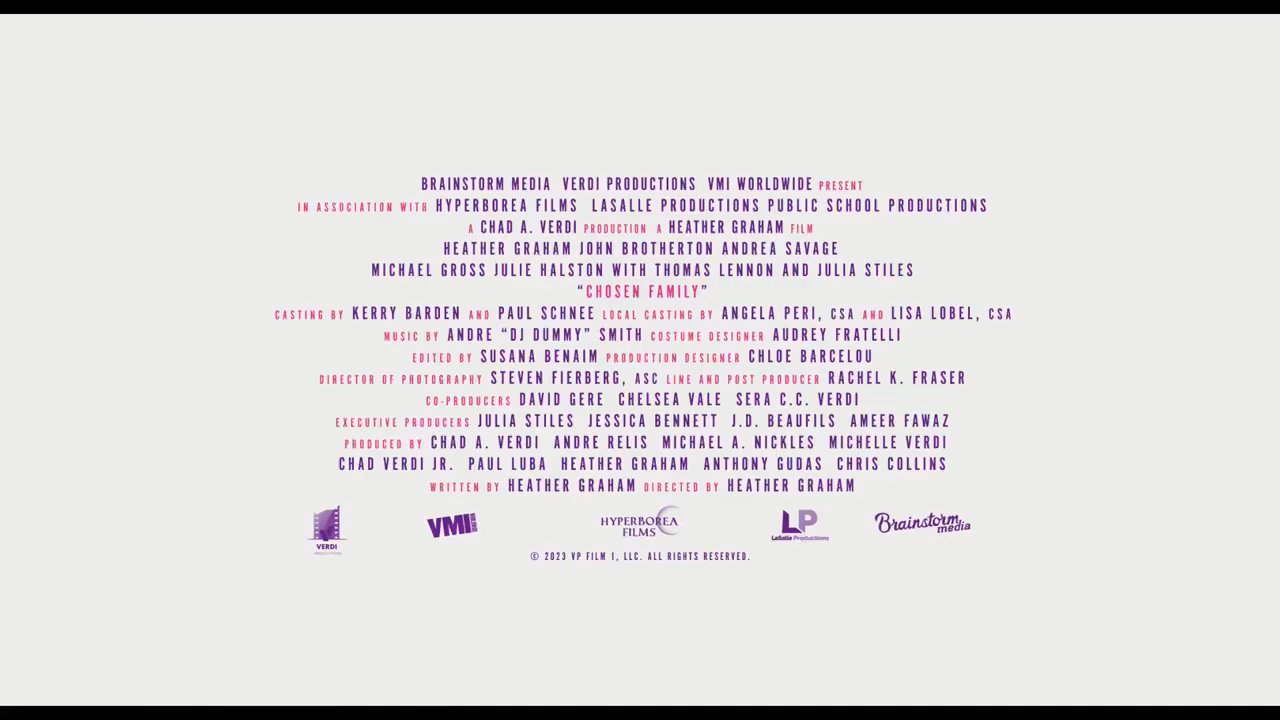 BRAINSTORM MEDIA VERDI PRODUCTIONS VMI WORLDWIDE PRESENT
IN ASSOCIATION WITH HYPERBOREA FILMS LASALLE PRODUCTIONS PUBLIC SCHOOL PRODUCTIONS
A CHAD A. VERDI PRODUCTION A HEATHER GRAHAM FILM
HEATHER GRAHAM JOHN BROTHERTON ANDREA SAVAGE
MICHAEL GROSS JULIE HALSTON WITH THOMAS LENNON AND JULIA STILES
“CHOSEN FAMILY”
CASTING BY KERRY BARDEN AND PAUL SCHNEE LOCAL CASTING BY ANGELA PERI, CSA AND LISA LOBEL, CSA
MUSIC BY ANDRE “DJ DUMMY” SMITH COSTUME DESIGNER AUDREY FRATELLI
EDITED BY SUSANA BENAIM PRODUCTION DESIGNER CHLOE BARCELOU
DIRECTOR OF PHOTOGRAPHY STEVEN FIERBERG, ASC LINE AND POST PRODUCER RACHEL K. FRASER
CO-PRODUCERS DAVID GERE CHELSEA VALE SERA C.C. VERDI
EXECUTIVE PRODUCERS JULIA STILES JESSICA BENNETT J.D. BEAUFILS AMEER FAWAZ
PRODUCED BY CHAD A. VERDI ANDRE RELIS MICHAEL A. NICKLES MICHELLE VERDI
CHAD VERDI JR. PAUL LUBA HEATHER GRAHAM ANTHONY GUDAS CHRIS COLLINS
WRITTEN BY HEATHER GRAHAM DIRECTED BY HEATHER GRAHAM
VERDI
VMI
HYPERBOREA
FILMS
LP
LaSalle Productions
Brainstorm
media
© 2023 VP FILM I, LLC. ALL RIGHTS RESERVED.